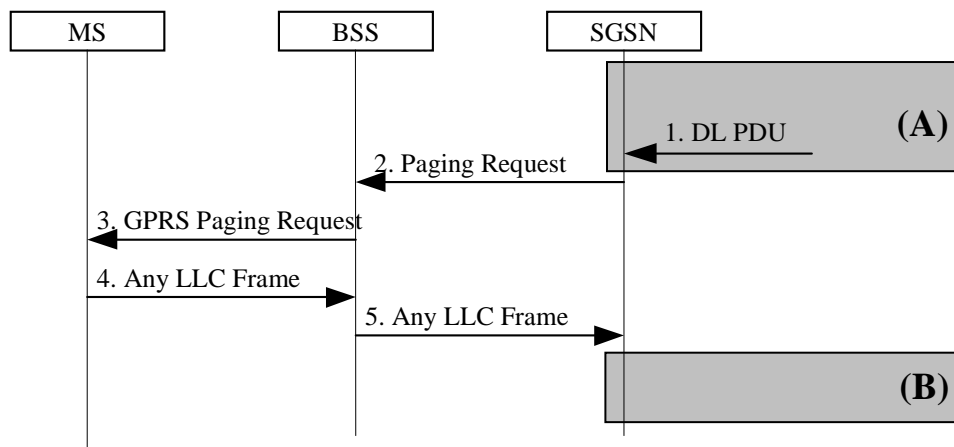 MS
BSS
SGSN
(A)
1. DL PDU
2. Paging Request
3. GPRS Paging Request
4. Any LLC Frame
5. Any LLC Frame
(B)